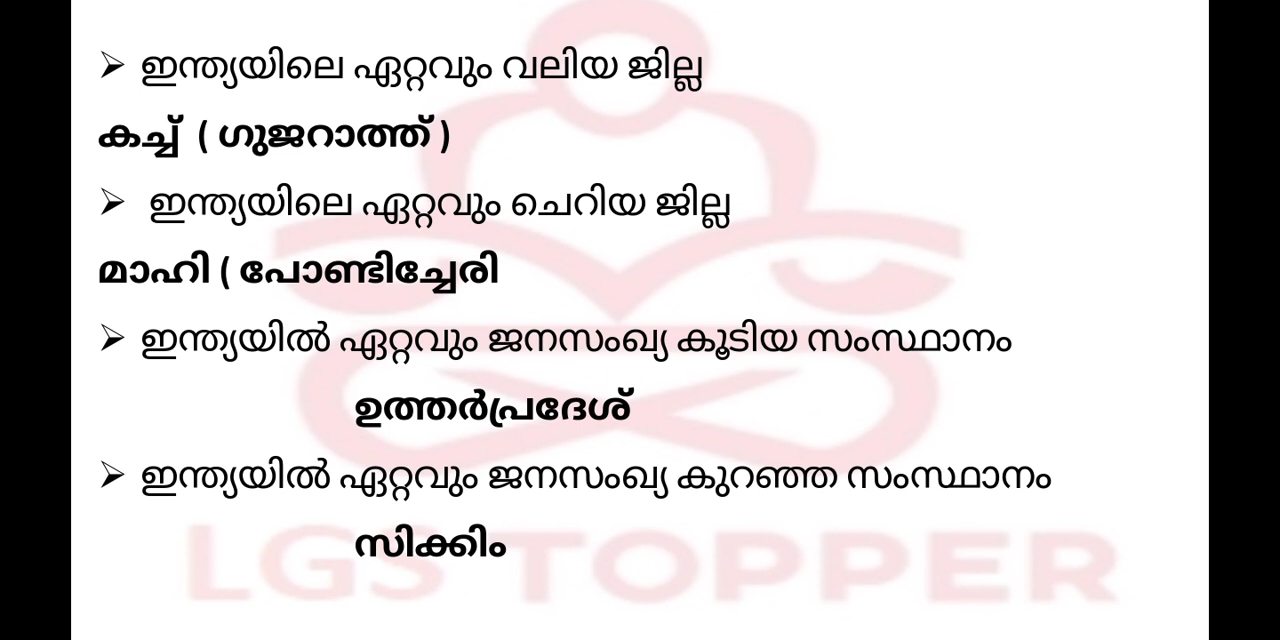 ➢ ഇന്ത്യയിലെ ഏറ്റവും വലിയ ജില്ല
കച്ച് ( ഗുജറാത്ത് )
➢ ഇന്ത്യയിലെ ഏറ്റവും ചെറിയ ജില്ല
മാഹി ( പോണ്ടിച്ചേരി
➢ ഇന്ത്യയിൽ ഏറ്റവും ജനസംഖ്യ കൂടിയ സംസ്ഥാനം
ഉത്തർപ്രദേശ്
➢ ഇന്ത്യയിൽ ഏറ്റവും ജനസംഖ്യ കുറഞ്ഞ സംസ്ഥാനം
സിക്കിം
LGS TOPPER